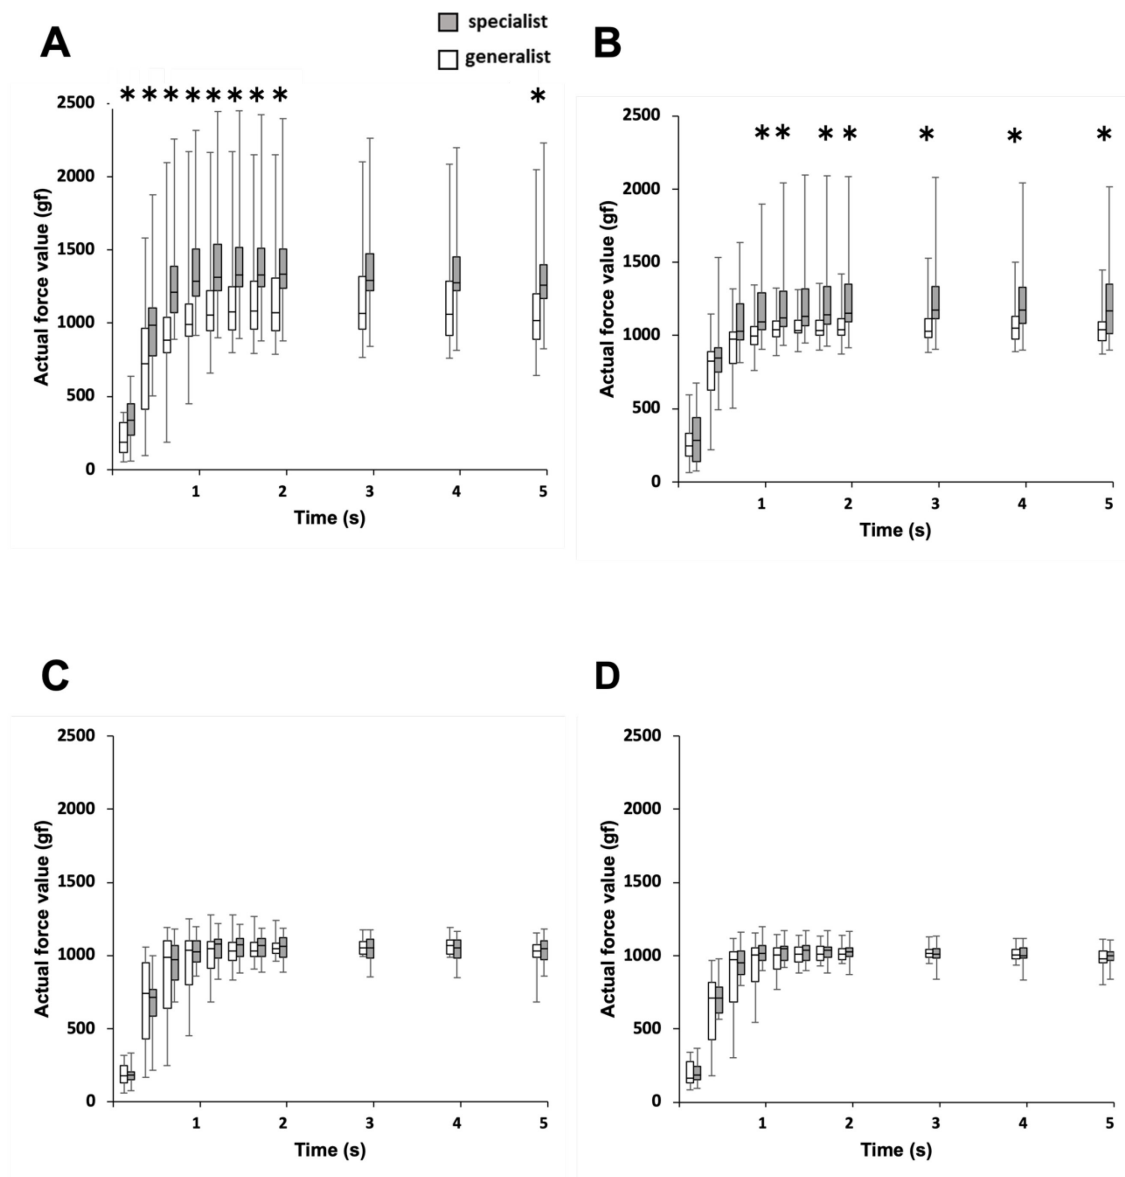 specialist
generalist
A
B
* * * * * * * * *
* * * * * * *
Actual force value (gf)
2500
2000
1500
1000
500
0
1 2 3 4 5
Time (s)
Actual force value (gf)
2500
2000
1500
1000
500
0
1 2 3 4 5
Time (s)
C
D
Actual force value (gf)
2500
2000
1500
1000
500
0
1 2 3 4 5
Time (s)
Actual force value (gf)
2500
2000
1500
1000
500
0
1 2 3 4 5
Time (s)